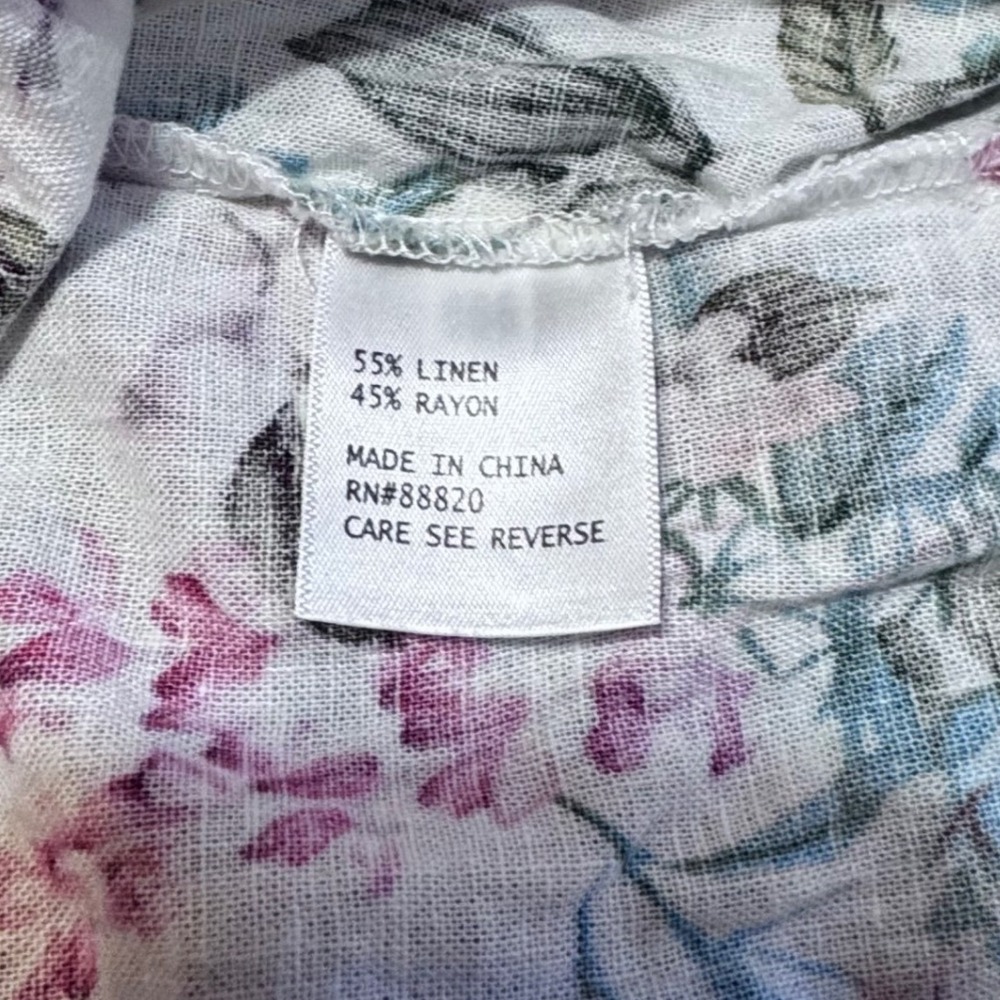 55% LINEN
45% RAYON
MADE IN CHINA
RN#88820
CARE SEE REVERSE